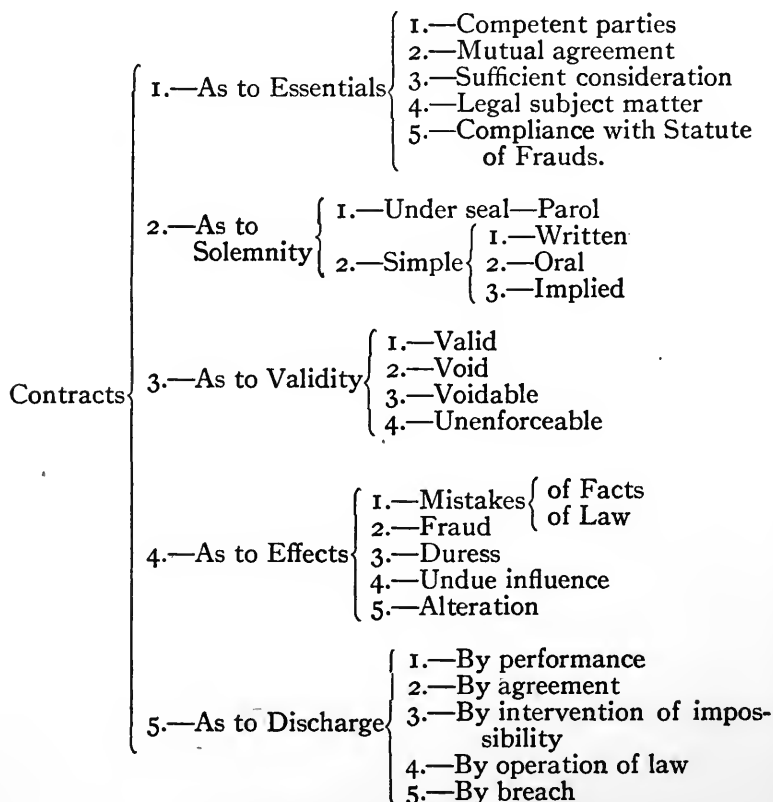 Contracts
1.—As to Essentials
1.—Competent parties
2.—Mutual agreement
3.—Sufficient consideration
4.—Legal subject matter
5.—Compliance with Statute
of Frauds.
2.—As to
Solemnity
1.—Under seal—Parol
2.—Simple
1.—Written
2.—Oral
3.—Implied
3.—As to Validity
1.—Valid
2.—Void
3.—Voidable
4.—Unenforceable
4.—As to Effects
1.—Mistakes
of Facts
of Law
2.—Fraud
3.—Duress
4.—Undue influence
5.—Alteration
5.—As to Discharge
1.—By performance
2.—By agreement
3.—By intervention of impos-
sibility
4.—By operation of law
5.—By breach